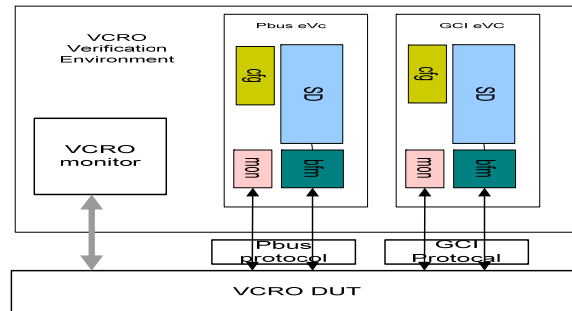 VCRO
Verification
Environment
Pbus eVc
cfg
SD
mon
bfm
GCI eVC
cfg
SD
mon
bfm
VCRO
monitor
Pbus
protocol
GCI
Protocal
VCRO DUT